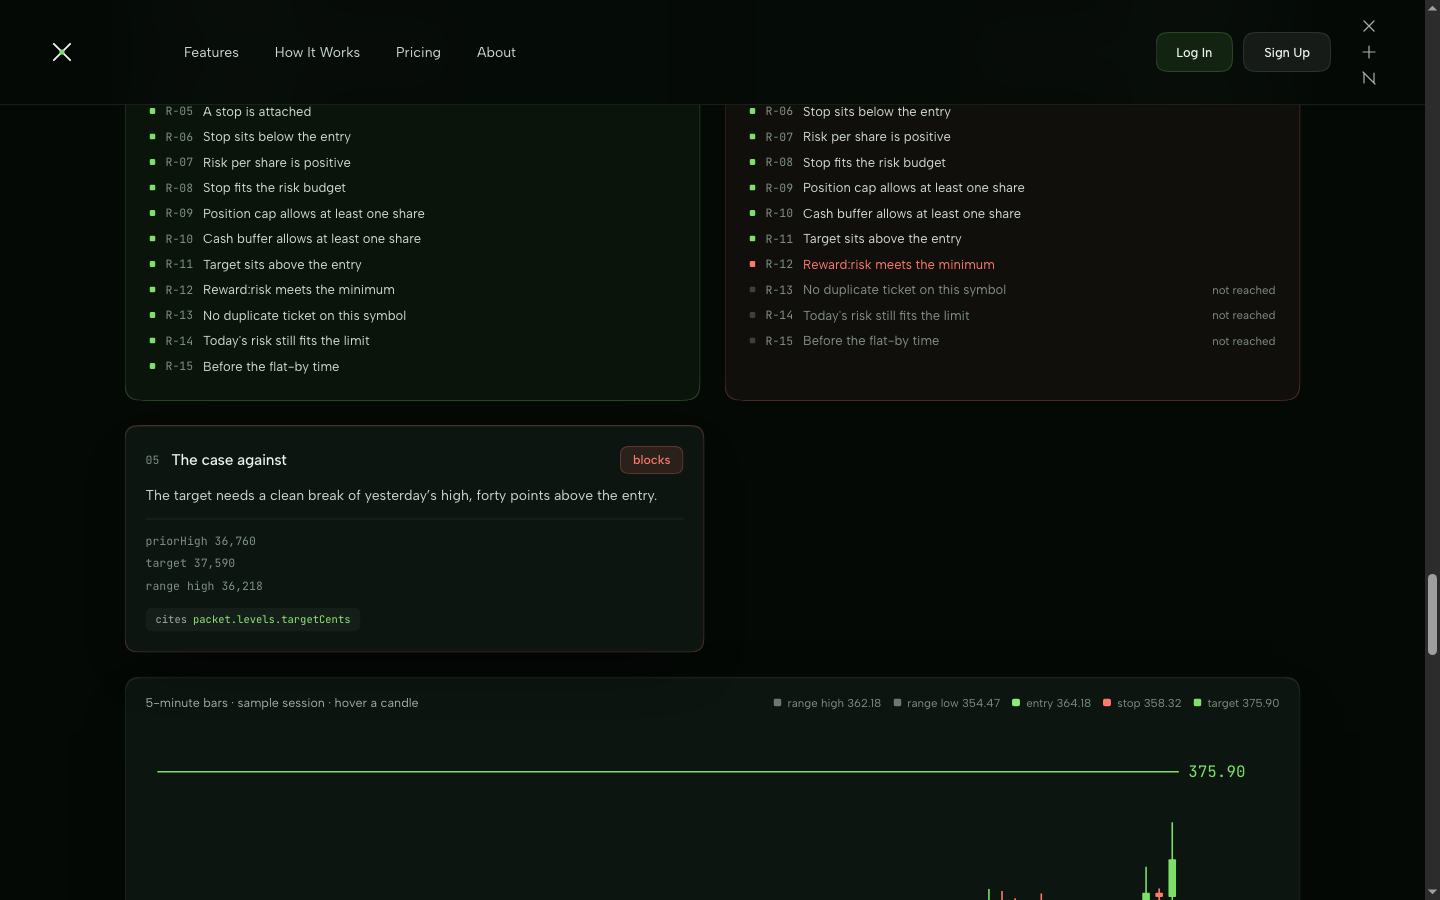 Features
How It Works
Pricing
About
Log In
Sign Up
R-05 A stop is attached
R-06 Stop sits below the entry
R-07 Risk per share is positive
R-08 Stop fits the risk budget
R-09 Position cap allows at least one share
R-10 Cash buffer allows at least one share
R-11 Target sits above the entry
R-12 Reward:risk meets the minimum
R-13 No duplicate ticket on this symbol
R-14 Today's risk still fits the limit
R-15 Before the flat-by time
R-06 Stop sits below the entry
R-07 Risk per share is positive
R-08 Stop fits the risk budget
R-09 Position cap allows at least one share
R-10 Cash buffer allows at least one share
R-11 Target sits above the entry
R-12 Reward:risk meets the minimum
R-13 No duplicate ticket on this symbol not reached
R-14 Today's risk still fits the limit not reached
R-15 Before the flat-by time not reached
05 The case against blocks
The target needs a clean break of yesterday's high, forty points above the entry.
priorHigh 36,760
target 37,590
range high 36,218
cites packet.levels.targetCents
5-minute bars · sample session · hover a candle
range high 362.18 range low 354.47 entry 364.18 stop 358.32 target 375.90
375.90